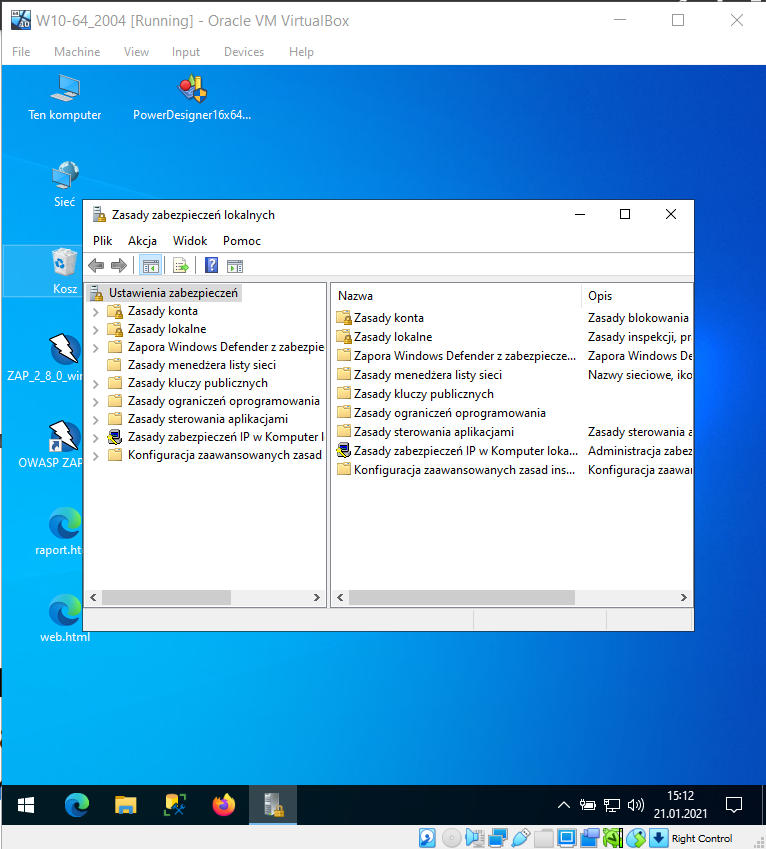 W10-64_2004 [Running] - Oracle VM VirtualBox
File Machine View Input Devices Help
Ten komputer
PowerDesigner16x64...
Sieć
Kosz
ZAP_2_8_0_win
OWASP ZAP
raport.ht
web.html
Zasady zabezpieczeń lokalnych
Plik Akcja Widok Pomoc
Ustawienia zabezpieczeń
Zasady konta
Zasady lokalne
Zapora Windows Defender z zabezpie
Zasady menedżera listy sieci
Zasady kluczy publicznych
Zasady ograniczeń oprogramowania
Zasady sterowania aplikacjami
Zasady zabezpieczeń IP w Komputer l
Konfiguracja zaawansowanych zasad
Nazwa Opis
Zasady konta Zasady blokowania
Zasady lokalne Zasady inspekcji, pr
Zapora Windows Defender z zabezpiecze... Zapora Windows De
Zasady menedżera listy sieci Nazwy sieciowe, iko
Zasady kluczy publicznych
Zasady ograniczeń oprogramowania
Zasady sterowania aplikacjami Zasady sterowania a
Zasady zabezpieczeń IP w Komputer loka... Administracja zabez
Konfiguracja zaawansowanych zasad ins... Konfiguracja zaawan
15:12
21.01.2021
Right Control